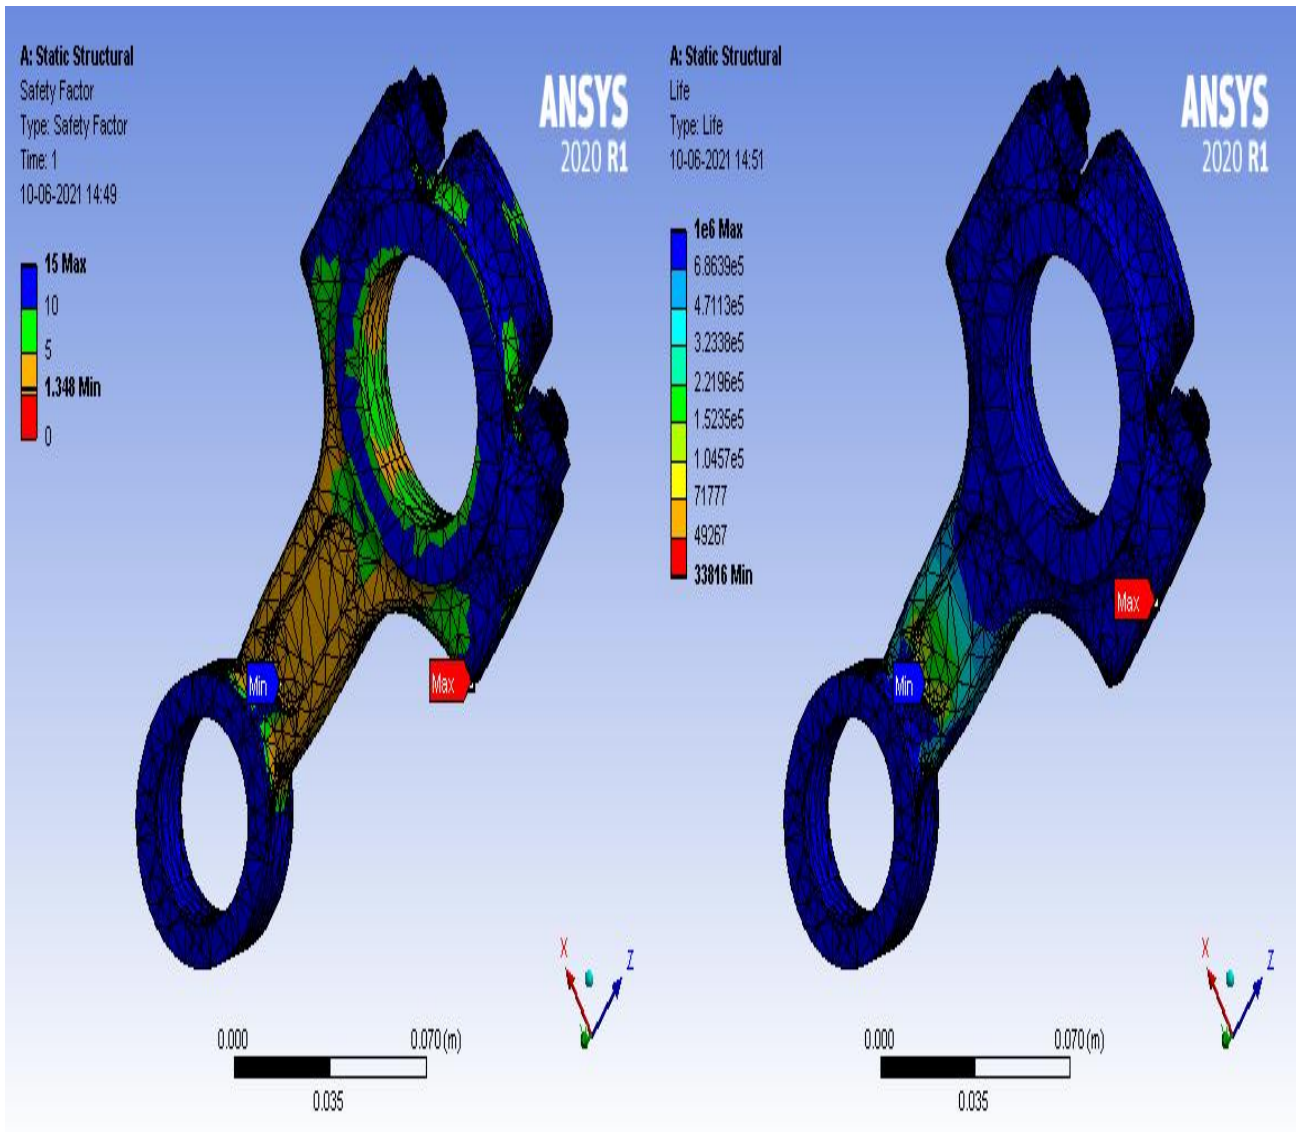 A: Static Structural
Safety Factor
Type: Safety Factor
Time: 1
10-06-2021 14:49
15 Max
10
5
1.348 Min
0
ANSYS
2020 R1
Min
Max
X
Z
Y
0.000
0.070 (m)
0.035
A: Static Structural
Life
Type: Life
10-06-2021 14:51
1e6 Max
6.8639e5
4.7113e5
3.2338e5
2.2196e5
1.5235e5
1.0457e5
71777
49267
33816 Min
ANSYS
2020 R1
Max
Min
X
Z
Y
0.000
0.070 (m)
0.035